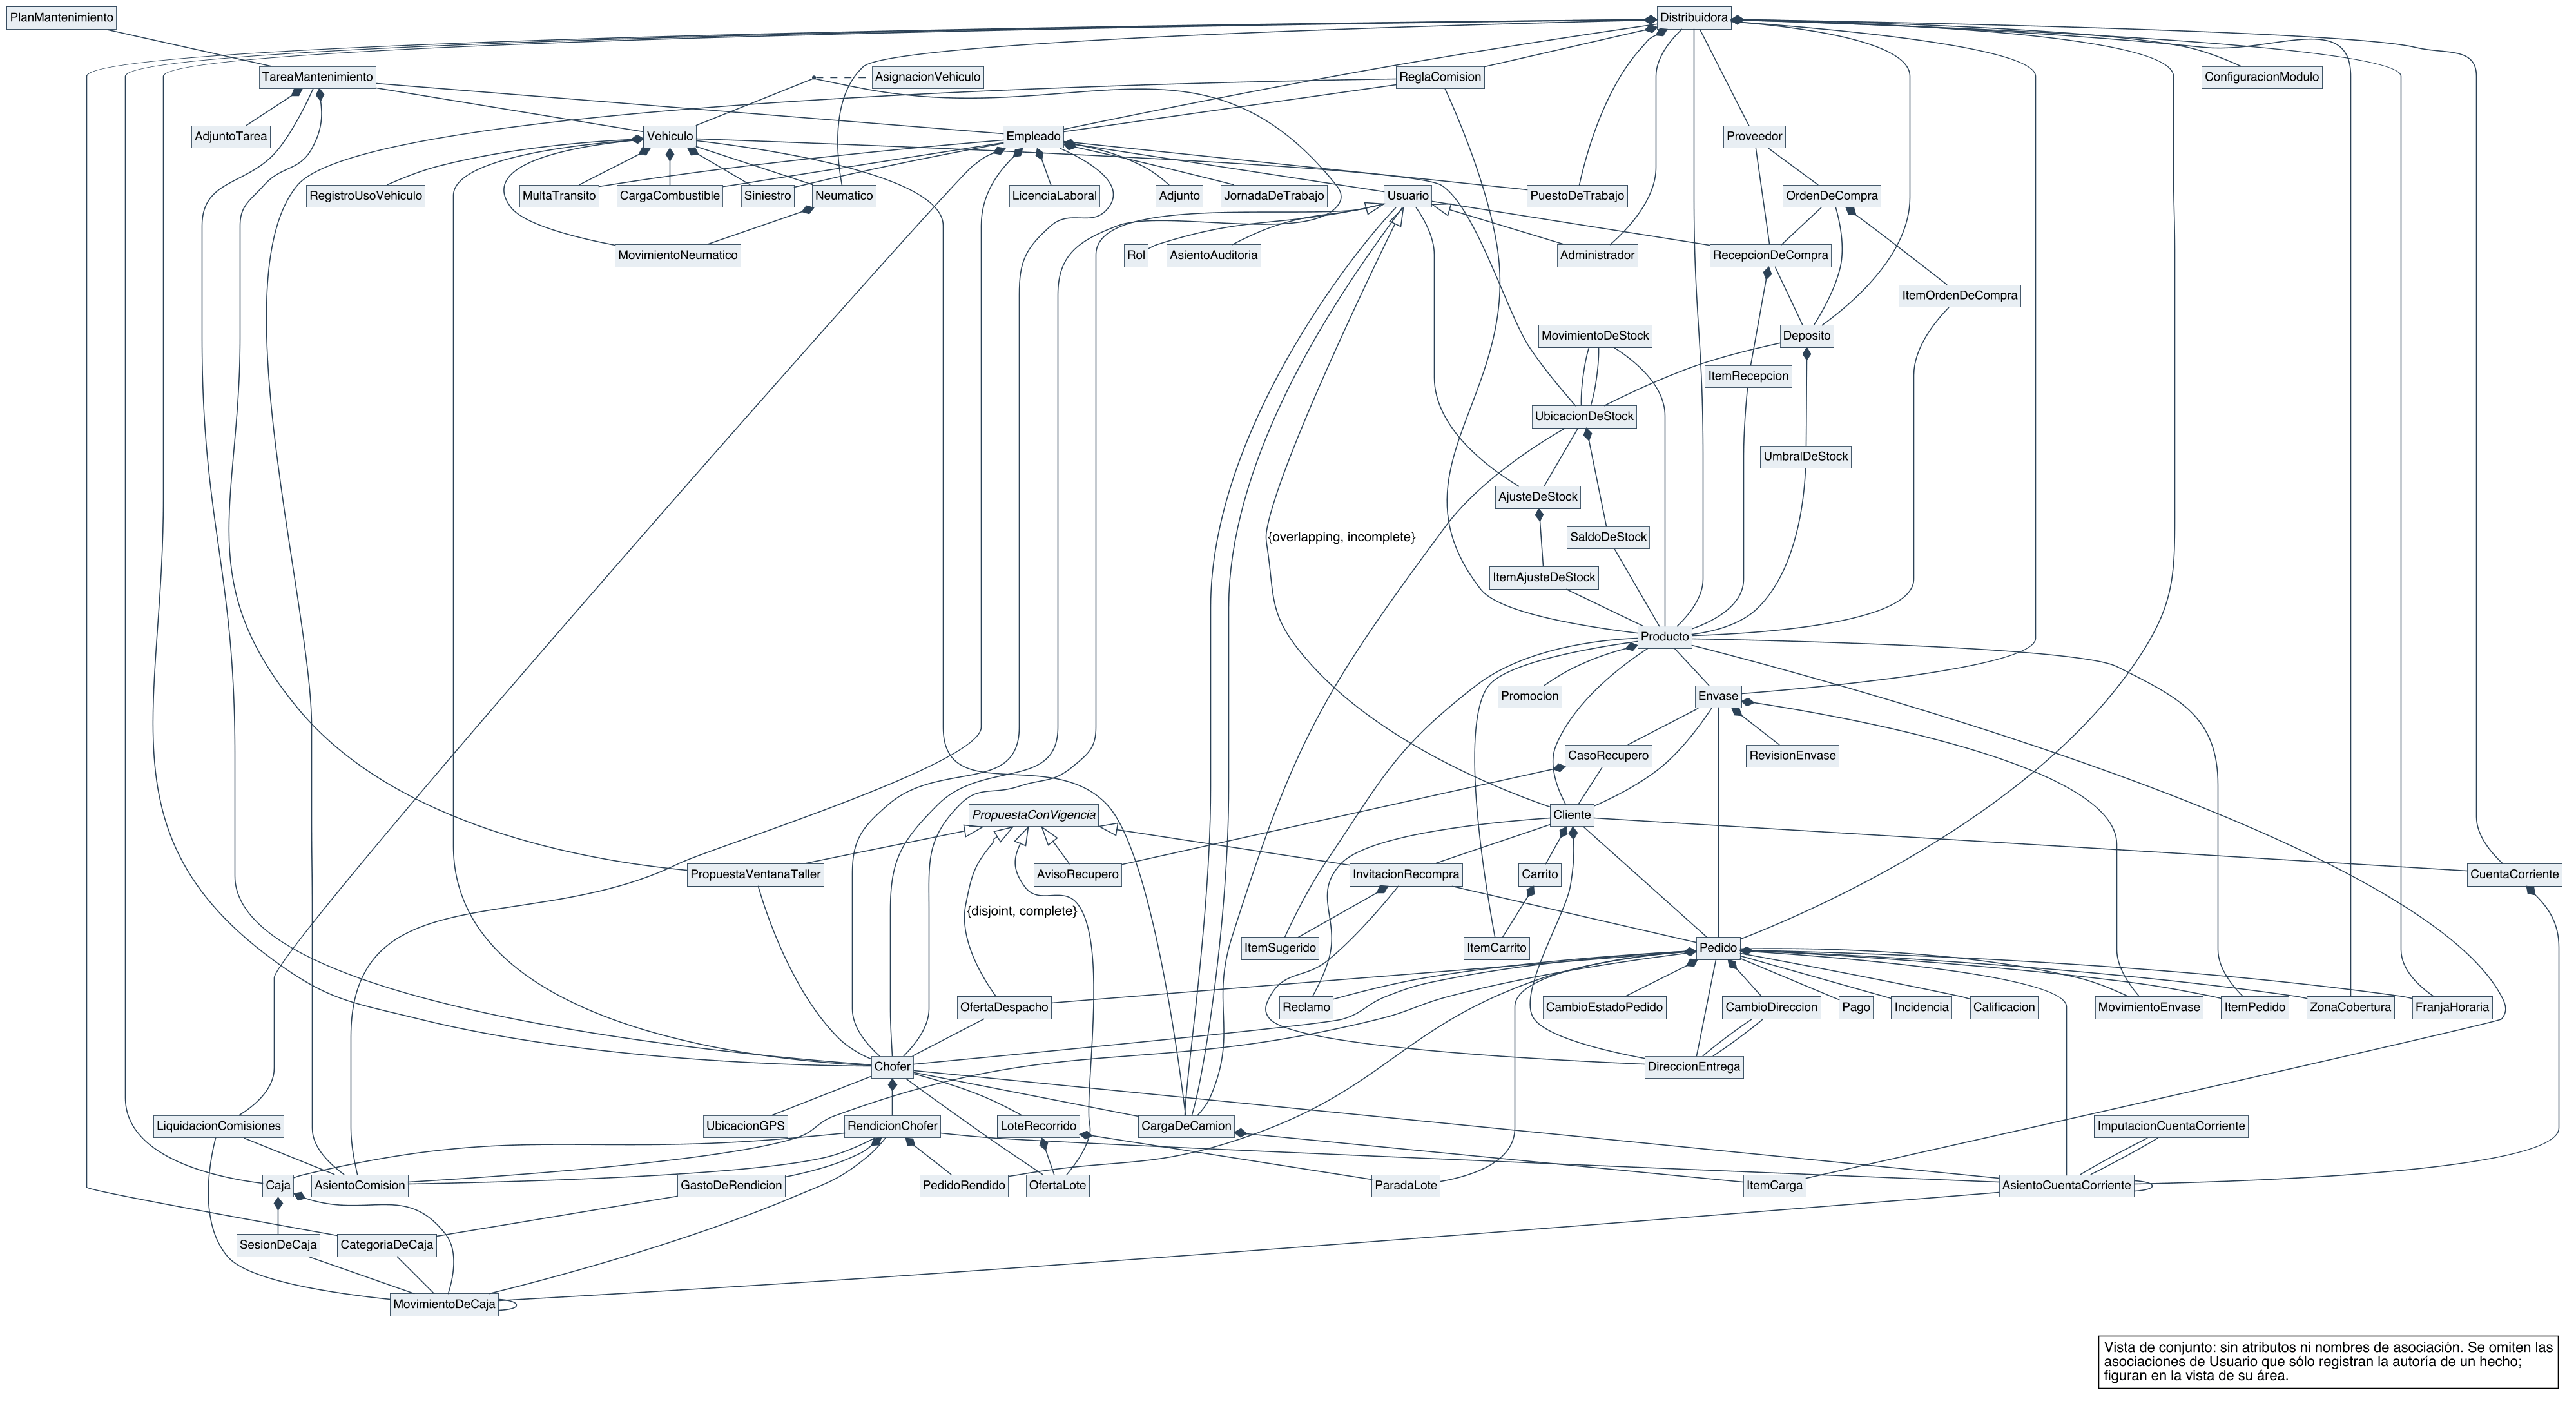 PlanMantenimiento
Distribuidora
TareaMantenimiento
AsignacionVehiculo
ReglaComision
ConfiguracionModulo
AdjuntoTarea
Vehiculo
Empleado
Proveedor
RegistroUsoVehiculo
MultaTransito
CargaCombustible
Siniestro
Neumatico
LicenciaLaboral
Adjunto
JornadaDeTrabajo
Usuario
PuestoDeTrabajo
OrdenDeCompra
MovimientoNeumatico
Rol
AsientoAuditoria
Administrador
RecepcionDeCompra
ItemOrdenDeCompra
MovimientoDeStock
Deposito
ItemRecepcion
UbicacionDeStock
UmbralDeStock
AjusteDeStock
{overlapping, incomplete}
SaldoDeStock
ItemAjusteDeStock
Producto
Promocion
Envase
CasoRecupero
RevisionEnvase
PropuestaConVigencia
Cliente
PropuestaVentanaTaller
AvisoRecupero
InvitacionRecompra
Carrito
CuentaCorriente
{disjoint, complete}
ItemSugerido
ItemCarrito
Pedido
OfertaDespacho
Reclamo
CambioEstadoPedido
CambioDireccion
Pago
Incidencia
Calificacion
MovimientoEnvase
ItemPedido
ZonaCobertura
FranjaHoraria
Chofer
DireccionEntrega
LiquidacionComisiones
UbicacionGPS
RendicionChofer
LoteRecorrido
CargaDeCamion
ImputacionCuentaCorriente
Caja
AsientoComision
GastoDeRendicion
PedidoRendido
OfertaLote
ParadaLote
ItemCarga
AsientoCuentaCorriente
SesionDeCaja
CategoriaDeCaja
MovimientoDeCaja
Vista de conjunto: sin atributos ni nombres de asociación. Se omiten las
asociaciones de Usuario que sólo registran la autoría de un hecho;
figuran en la vista de su área.